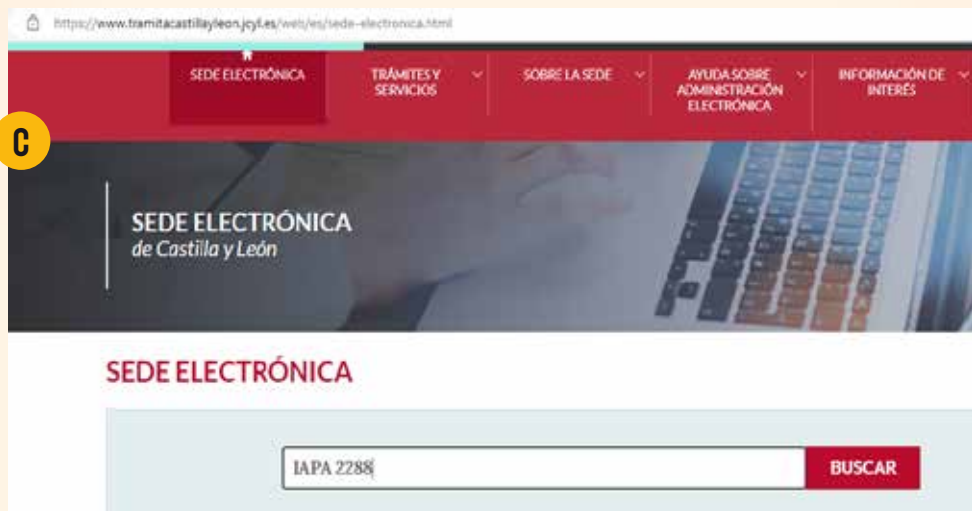 https://www.tramitacastillayleon.jcyl.es/web/es/sede-electronica.html
SEDE ELECTRÓNICA
TRÁMITES Y
SERVICIOS
SOBRE LA SEDE
AYUDA SOBRE
ADMINISTRACIÓN
ELECTRÓNICA
INFORMACIÓN DE
INTERÉS
C
SEDE ELECTRÓNICA
de Castilla y León
SEDE ELECTRÓNICA
IAPA 2288
BUSCAR